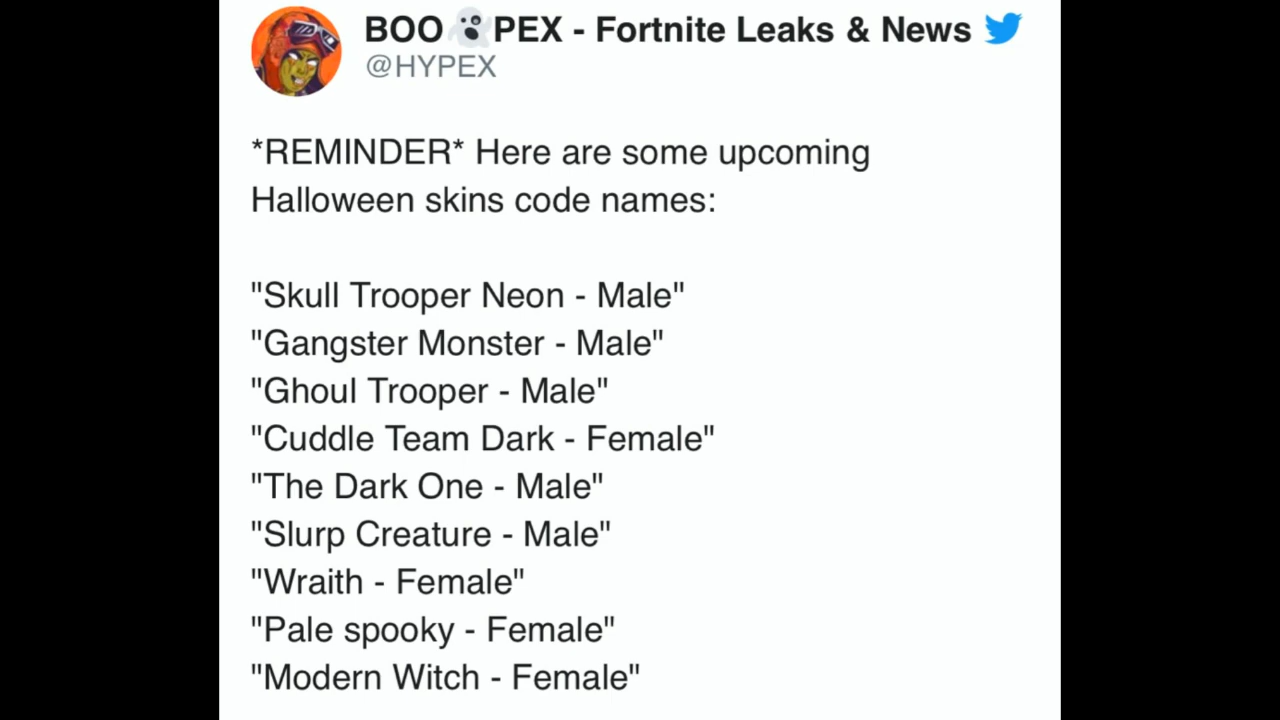 BOO👻PEX - Fortnite Leaks & News
@HYPEX
*REMINDER* Here are some upcoming
Halloween skins code names:
"Skull Trooper Neon - Male"
"Gangster Monster - Male"
"Ghoul Trooper - Male"
"Cuddle Team Dark - Female"
"The Dark One - Male"
"Slurp Creature - Male"
"Wraith - Female"
"Pale spooky - Female"
"Modern Witch - Female"